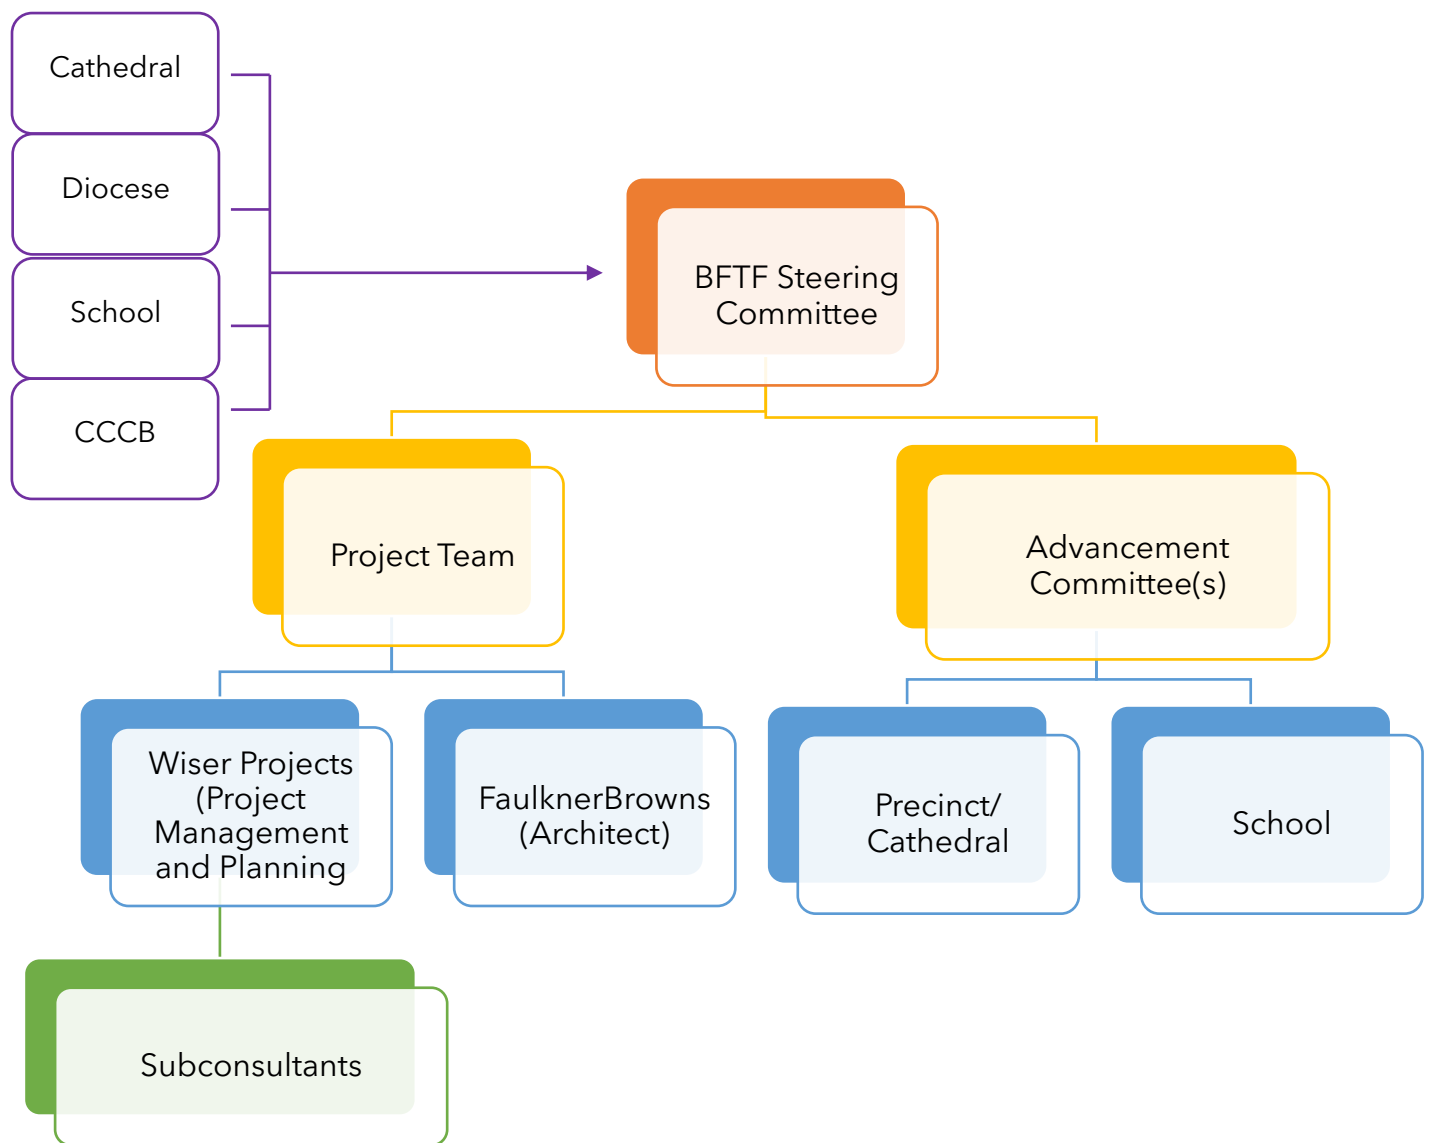 Cathedral
Diocese
School
CCCB
BFTF Steering
Committee
Project Team
Advancement
Committee(s)
Wiser Projects
(Project
Management
and Planning
FaulknerBrowns
(Architect)
Precinct/
Cathedral
School
Subconsultants